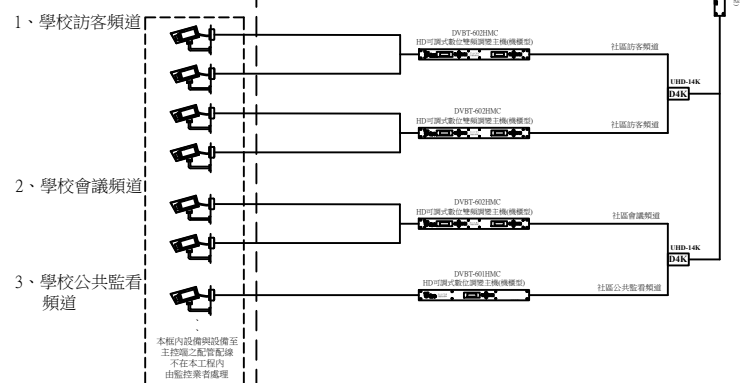 1、學校訪客頻道
DVBT-602HMC
HD可調式數位雙頻調變主機(機櫃型)
社區訪客頻道
UHD-14K
D4K
DVBT-602HMC
HD可調式數位雙頻調變主機(機櫃型)
社區訪客頻道
2、學校會議頻道
DVBT-602HMC
HD可調式數位雙頻調變主機(機櫃型)
社區會議頻道
UHD-14K
D4K
3、學校公共監看
頻道
DVBT-601HMC
HD可調式數位雙頻調變主機(機櫃型)
社區公共監看頻道
、
、
本框內設備與設備至
主控端之配管配線
不在本工程內
由監控業者處理